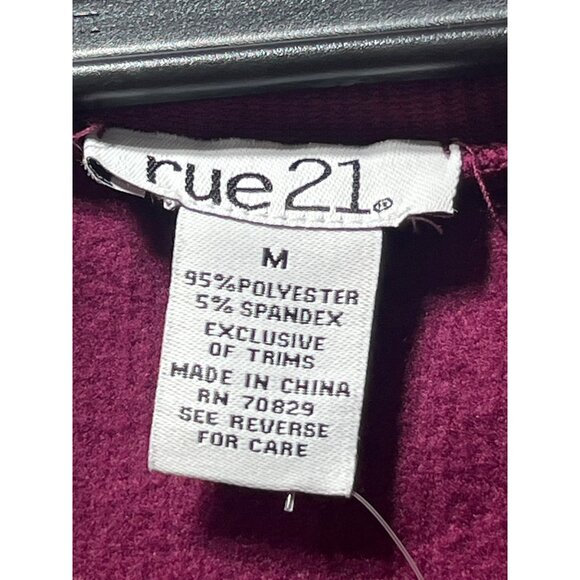 rue21®
M
95%POLYESTER
5% SPANDEX
EXCLUSIVE
OF TRIMS
MADE IN CHINA
RN 70829
SEE REVERSE
FOR CARE